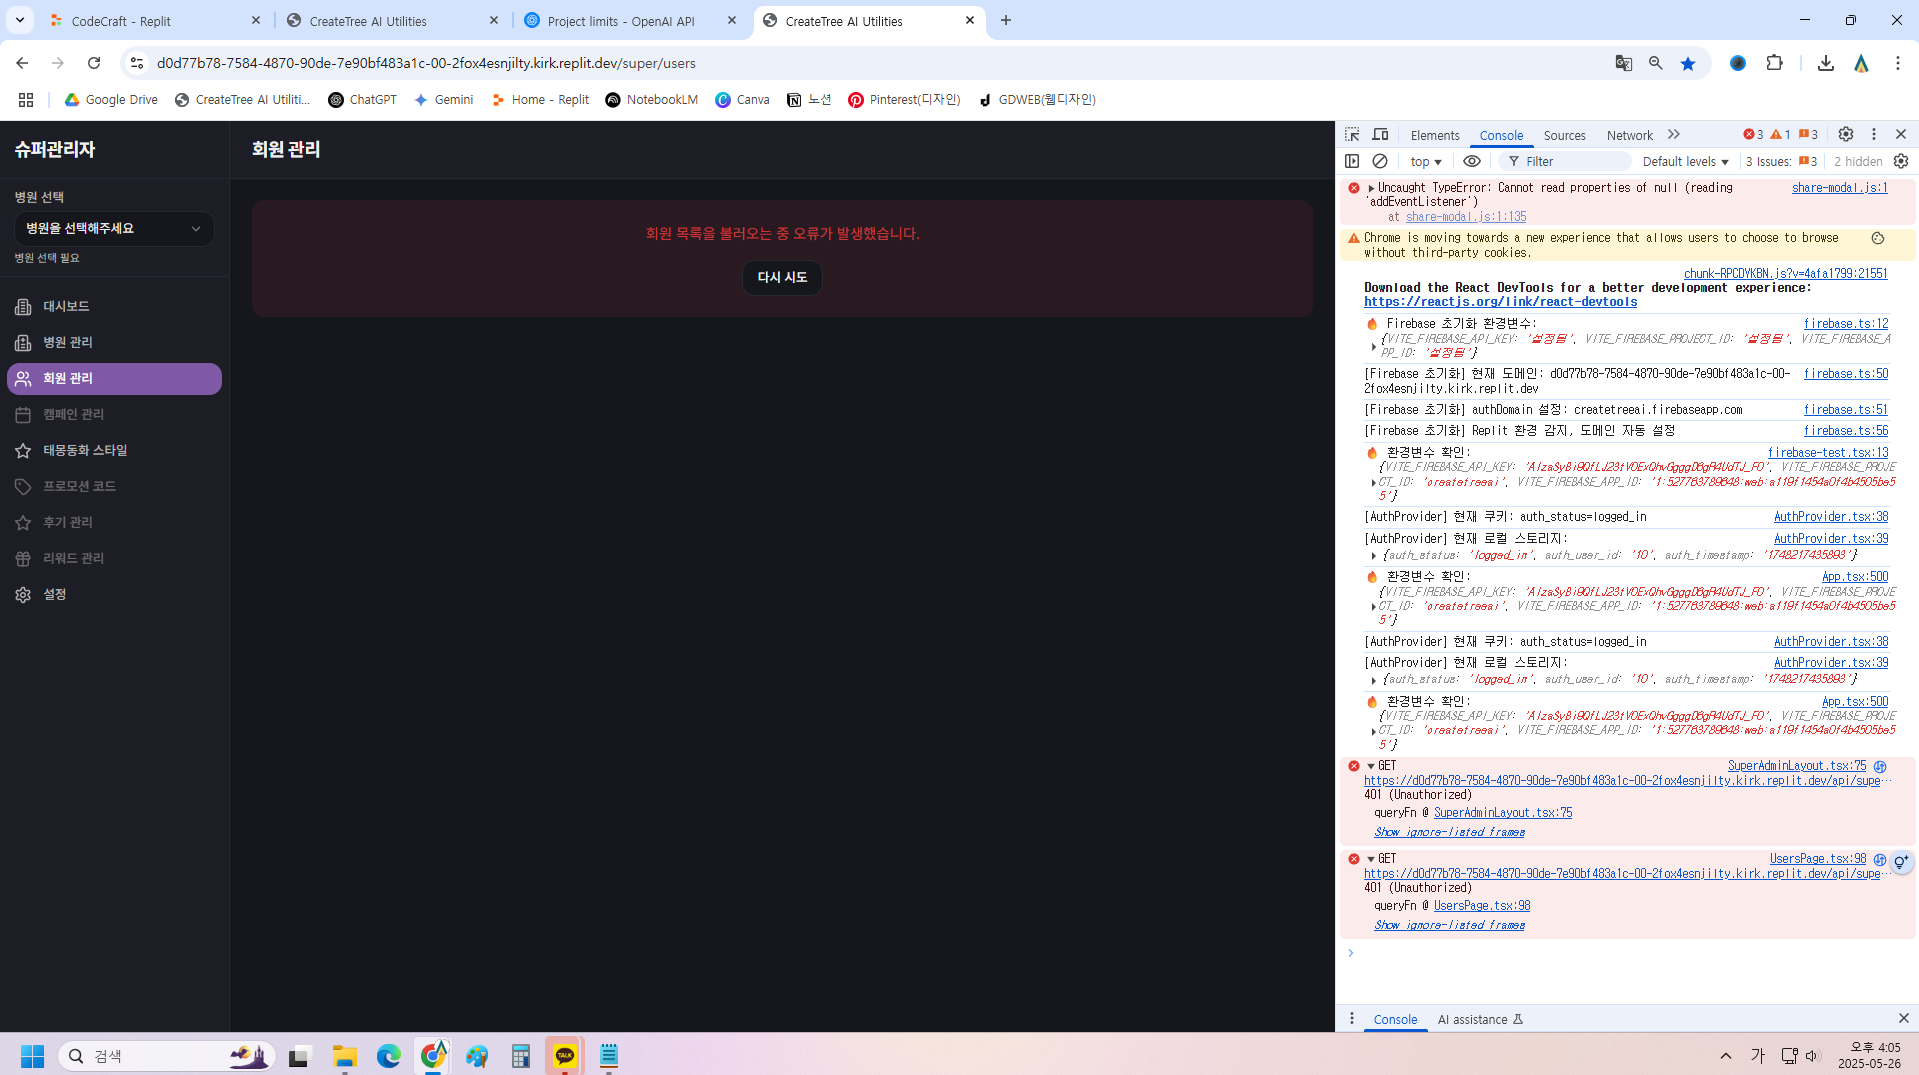 CodeCraft - Replit
CreateTree AI Utilities
Project limits - OpenAI API
CreateTree AI Utilities
d0d77b78-7584-4870-90de-7e90bf483a1c-00-2fox4esnjilty.kirk.replit.dev/super/users
Google Drive
CreateTree AI Utiliti...
ChatGPT
Gemini
Home - Replit
NotebookLM
Canva
노션
Pinterest(디자인)
GDWEB(웹디자인)
슈퍼관리자
병원 선택
병원을 선택해주세요
병원 선택 필요
대시보드
병원 관리
회원 관리
캠페인 관리
태몽동화 스타일
프로모션 코드
후기 관리
리워드 관리
설정
회원 관리
회원 목록을 불러오는 중 오류가 발생했습니다.
다시 시도
Elements
Console
Sources
Network
3
1
3
top
Filter
Default levels
3 Issues:
3
2 hidden
Uncaught TypeError: Cannot read properties of null (reading share-modal.js:1
'addEventListener')
at share-modal.js:1:135
Chrome is moving towards a new experience that allows users to choose to browse
without third-party cookies.
chunk-RPCDYKBN.js?v=4afa1799:21551
Download the React DevTools for a better development experience:
https://reactjs.org/link/react-devtools
🔥 Firebase 초기화 환경변수: firebase.ts:12
{VITE_FIREBASE_API_KEY: '설정됨', VITE_FIREBASE_PROJECT_ID: '설정됨', VITE_FIREBASE_A
PP_ID: '설정됨'}
[Firebase 초기화] 현재 도메인: d0d77b78-7584-4870-90de-7e90bf483a1c-00- firebase.ts:50
2fox4esnjilty.kirk.replit.dev
[Firebase 초기화] authDomain 설정: createtreeai.firebaseapp.com firebase.ts:51
[Firebase 초기화] Replit 환경 감지, 도메인 자동 설정 firebase.ts:56
🔥 환경변수 확인: firebase-test.tsx:13
{VITE_FIREBASE_API_KEY: VITE_FIREBASE_PROJE
CT_ID: 'createtreeai', VITE_FIREBASE_APP_ID: '1:527763789648:web:a119f1454a0f4b4505be5
5'}
[AuthProvider] 현재 쿠키: auth_status=logged_in AuthProvider.tsx:38
[AuthProvider] 현재 로컬 스토리지: AuthProvider.tsx:39
{auth_status: 'logged_in', auth_user_id: '10', auth_timestamp: '1748217435893'}
🔥 환경변수 확인: App.tsx:500
{VITE_FIREBASE_API_KEY: VITE_FIREBASE_PROJE
CT_ID: 'createtreeai', VITE_FIREBASE_APP_ID: '1:527763789648:web:a119f1454a0f4b4505be5
5'}
[AuthProvider] 현재 쿠키: auth_status=logged_in AuthProvider.tsx:38
[AuthProvider] 현재 로컬 스토리지: AuthProvider.tsx:39
{auth_status: 'logged_in', auth_user_id: '10', auth_timestamp: '1748217435893'}
🔥 환경변수 확인: App.tsx:500
{VITE_FIREBASE_API_KEY: VITE_FIREBASE_PROJE
CT_ID: 'createtreeai', VITE_FIREBASE_APP_ID: '1:527763789648:web:a119f1454a0f4b4505be5
5'}
GET SuperAdminLayout.tsx:75
https://d0d77b78-7584-4870-90de-7e90bf483a1c-00-2fox4esnjilty.kirk.replit.dev/api/supe…
401 (Unauthorized)
queryFn @ SuperAdminLayout.tsx:75
Show ignore-listed frames
GET UsersPage.tsx:98
https://d0d77b78-7584-4870-90de-7e90bf483a1c-00-2fox4esnjilty.kirk.replit.dev/api/supe…
401 (Unauthorized)
queryFn @ UsersPage.tsx:98
Show ignore-listed frames
Console
AI assistance
검색
TALK
가
오후 4:05
2025-05-26